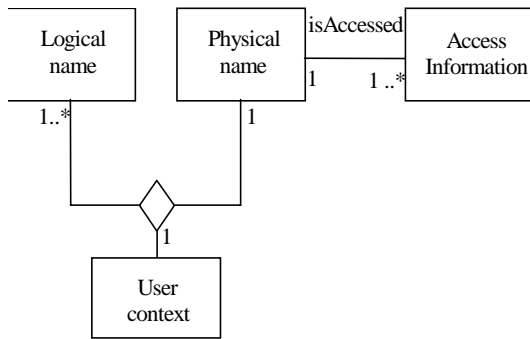 Logical
name
Physical
name
isAccessed
Access
Information
1
1 ..*
1..*
1
1
User
context